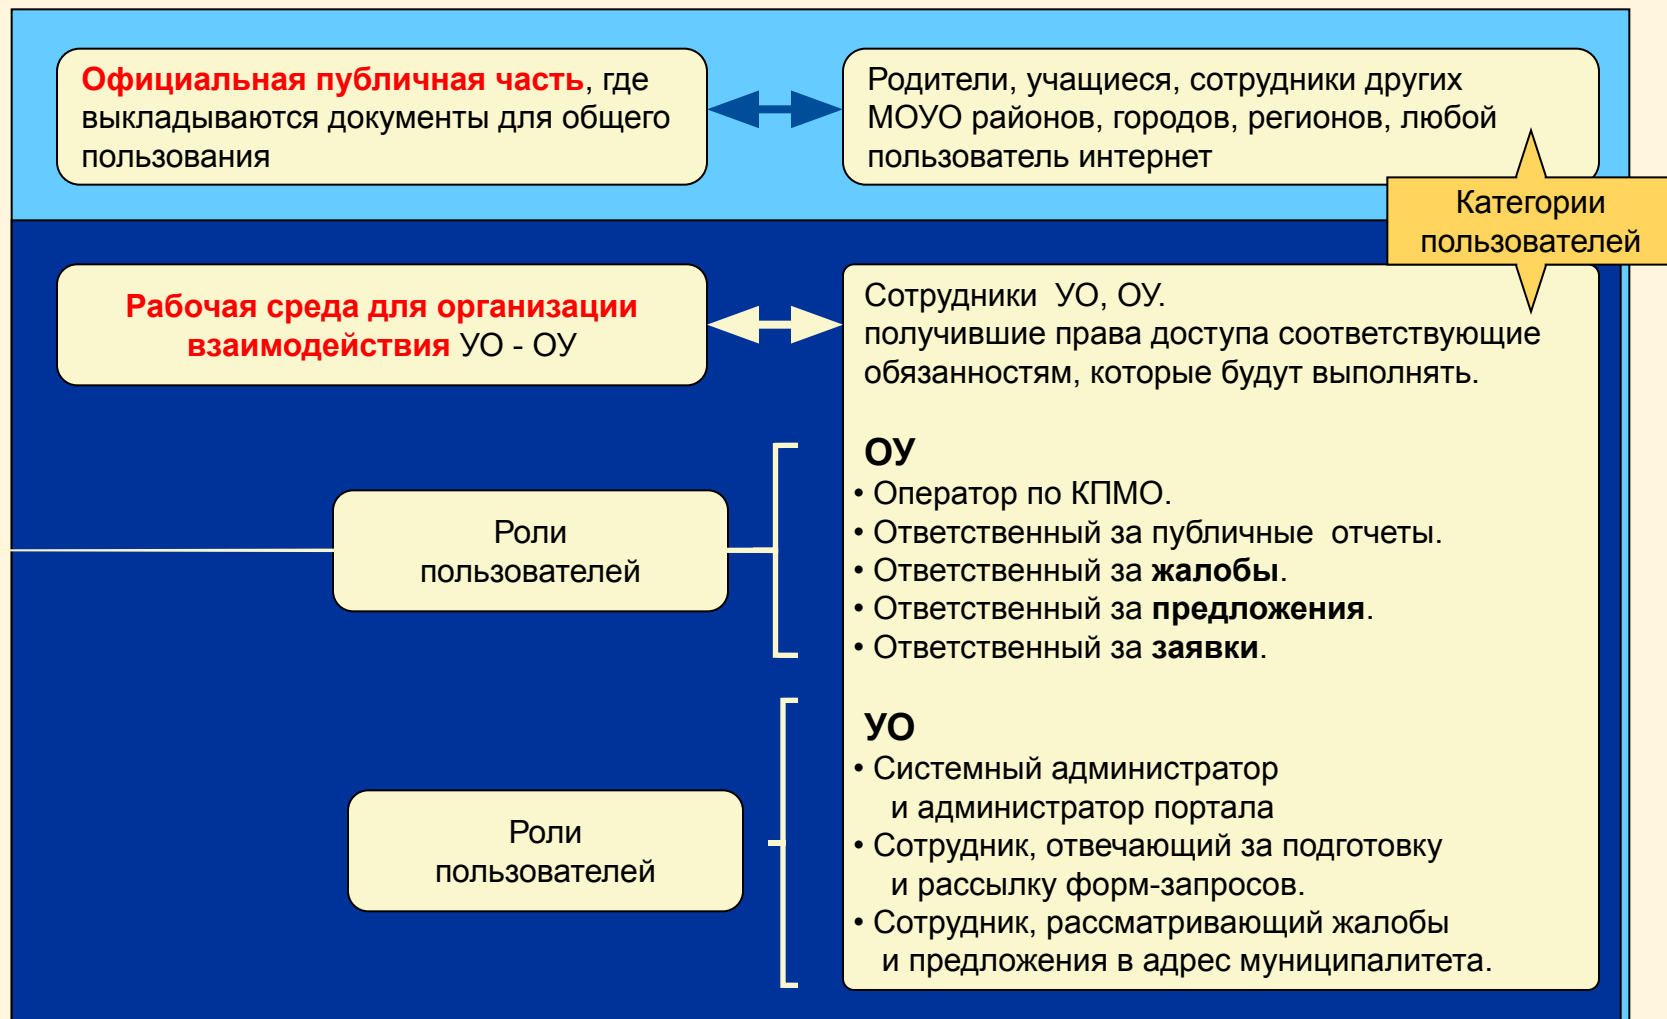 Официальная публичная часть, где
выкладываются документы для общего
пользования
Родители, учащиеся, сотрудники других
МОУО районов, городов, регионов, любой
пользователь интернет
Категории
пользователей
Рабочая среда для организации
взаимодействия УО - ОУ
Сотрудники УО, ОУ.
получившие права доступа соответствующие
обязанностям, которые будут выполнять.
Роли
пользователей
ОУ
• Оператор по КПМО.
• Ответственный за публичные отчеты.
• Ответственный за жалобы.
• Ответственный за предложения.
• Ответственный за заявки.
Роли
пользователей
УО
• Системный администратор
и администратор портала
• Сотрудник, отвечающий за подготовку
и рассылку форм-запросов.
• Сотрудник, рассматривающий жалобы
и предложения в адрес муниципалитета.